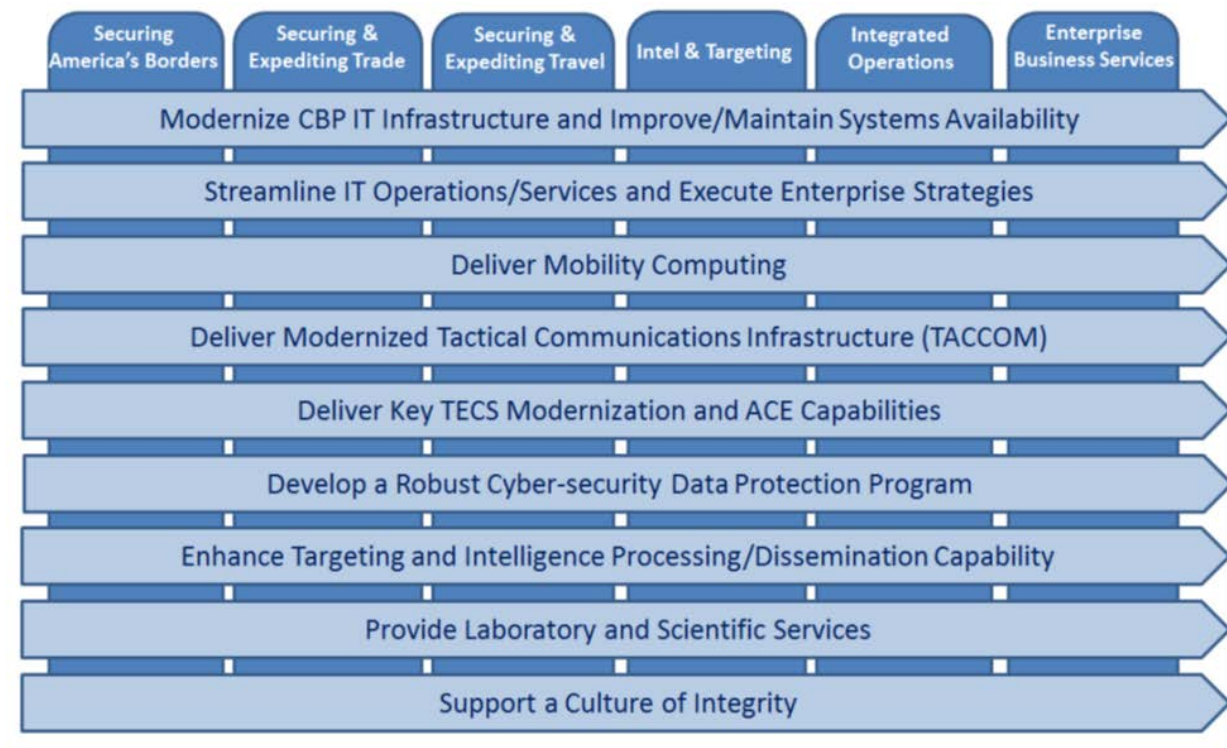 Securing
America's Borders
Securing &
Expediting Trade
Securing &
Expediting Travel
Intel & Targeting
Integrated
Operations
Enterprise
Business Services
Modernize CBP IT Infrastructure and Improve/Maintain Systems Availability
Streamline IT Operations/Services and Execute Enterprise Strategies
Deliver Mobility Computing
Deliver Modernized Tactical Communications Infrastructure (TACCOM)
Deliver Key TECS Modernization and ACE Capabilities
Develop a Robust Cyber-security Data Protection Program
Enhance Targeting and Intelligence Processing/Dissemination Capability
Provide Laboratory and Scientific Services
Support a Culture of Integrity